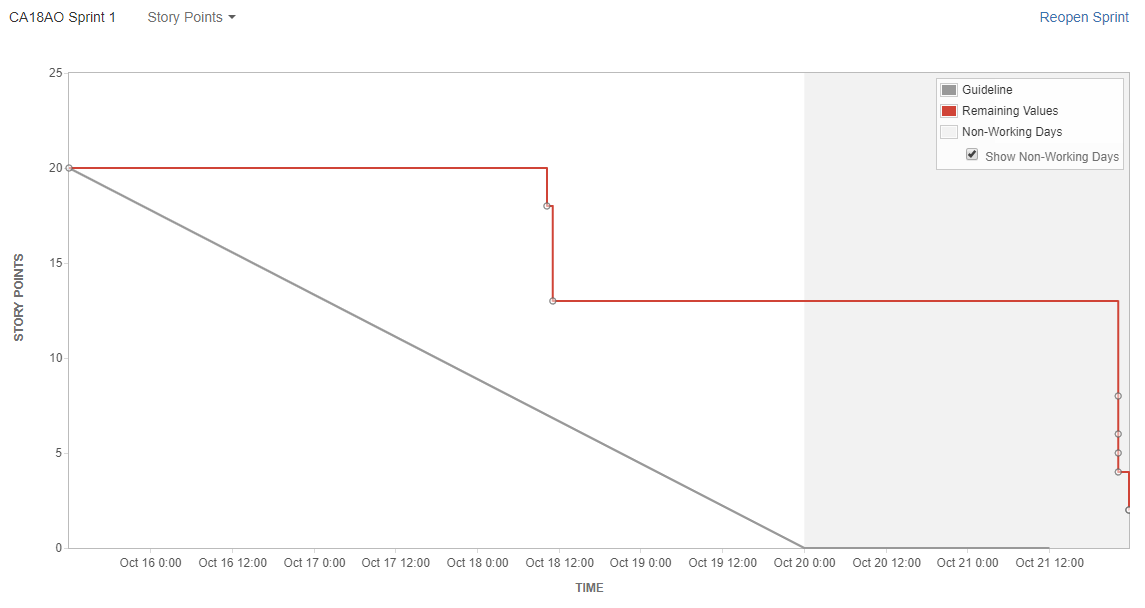 CA18AO Sprint 1 Story Points Reopen Sprint
25
Guideline
Remaining Values
Non-Working Days
Show Non-Working Days
20
15
STORY POINTS
10
5
0
Oct 16 0:00 Oct 16 12:00 Oct 17 0:00 Oct 17 12:00 Oct 18 0:00 Oct 18 12:00 Oct 19 0:00 Oct 19 12:00 Oct 20 0:00 Oct 20 12:00 Oct 21 0:00 Oct 21 12:00
TIME